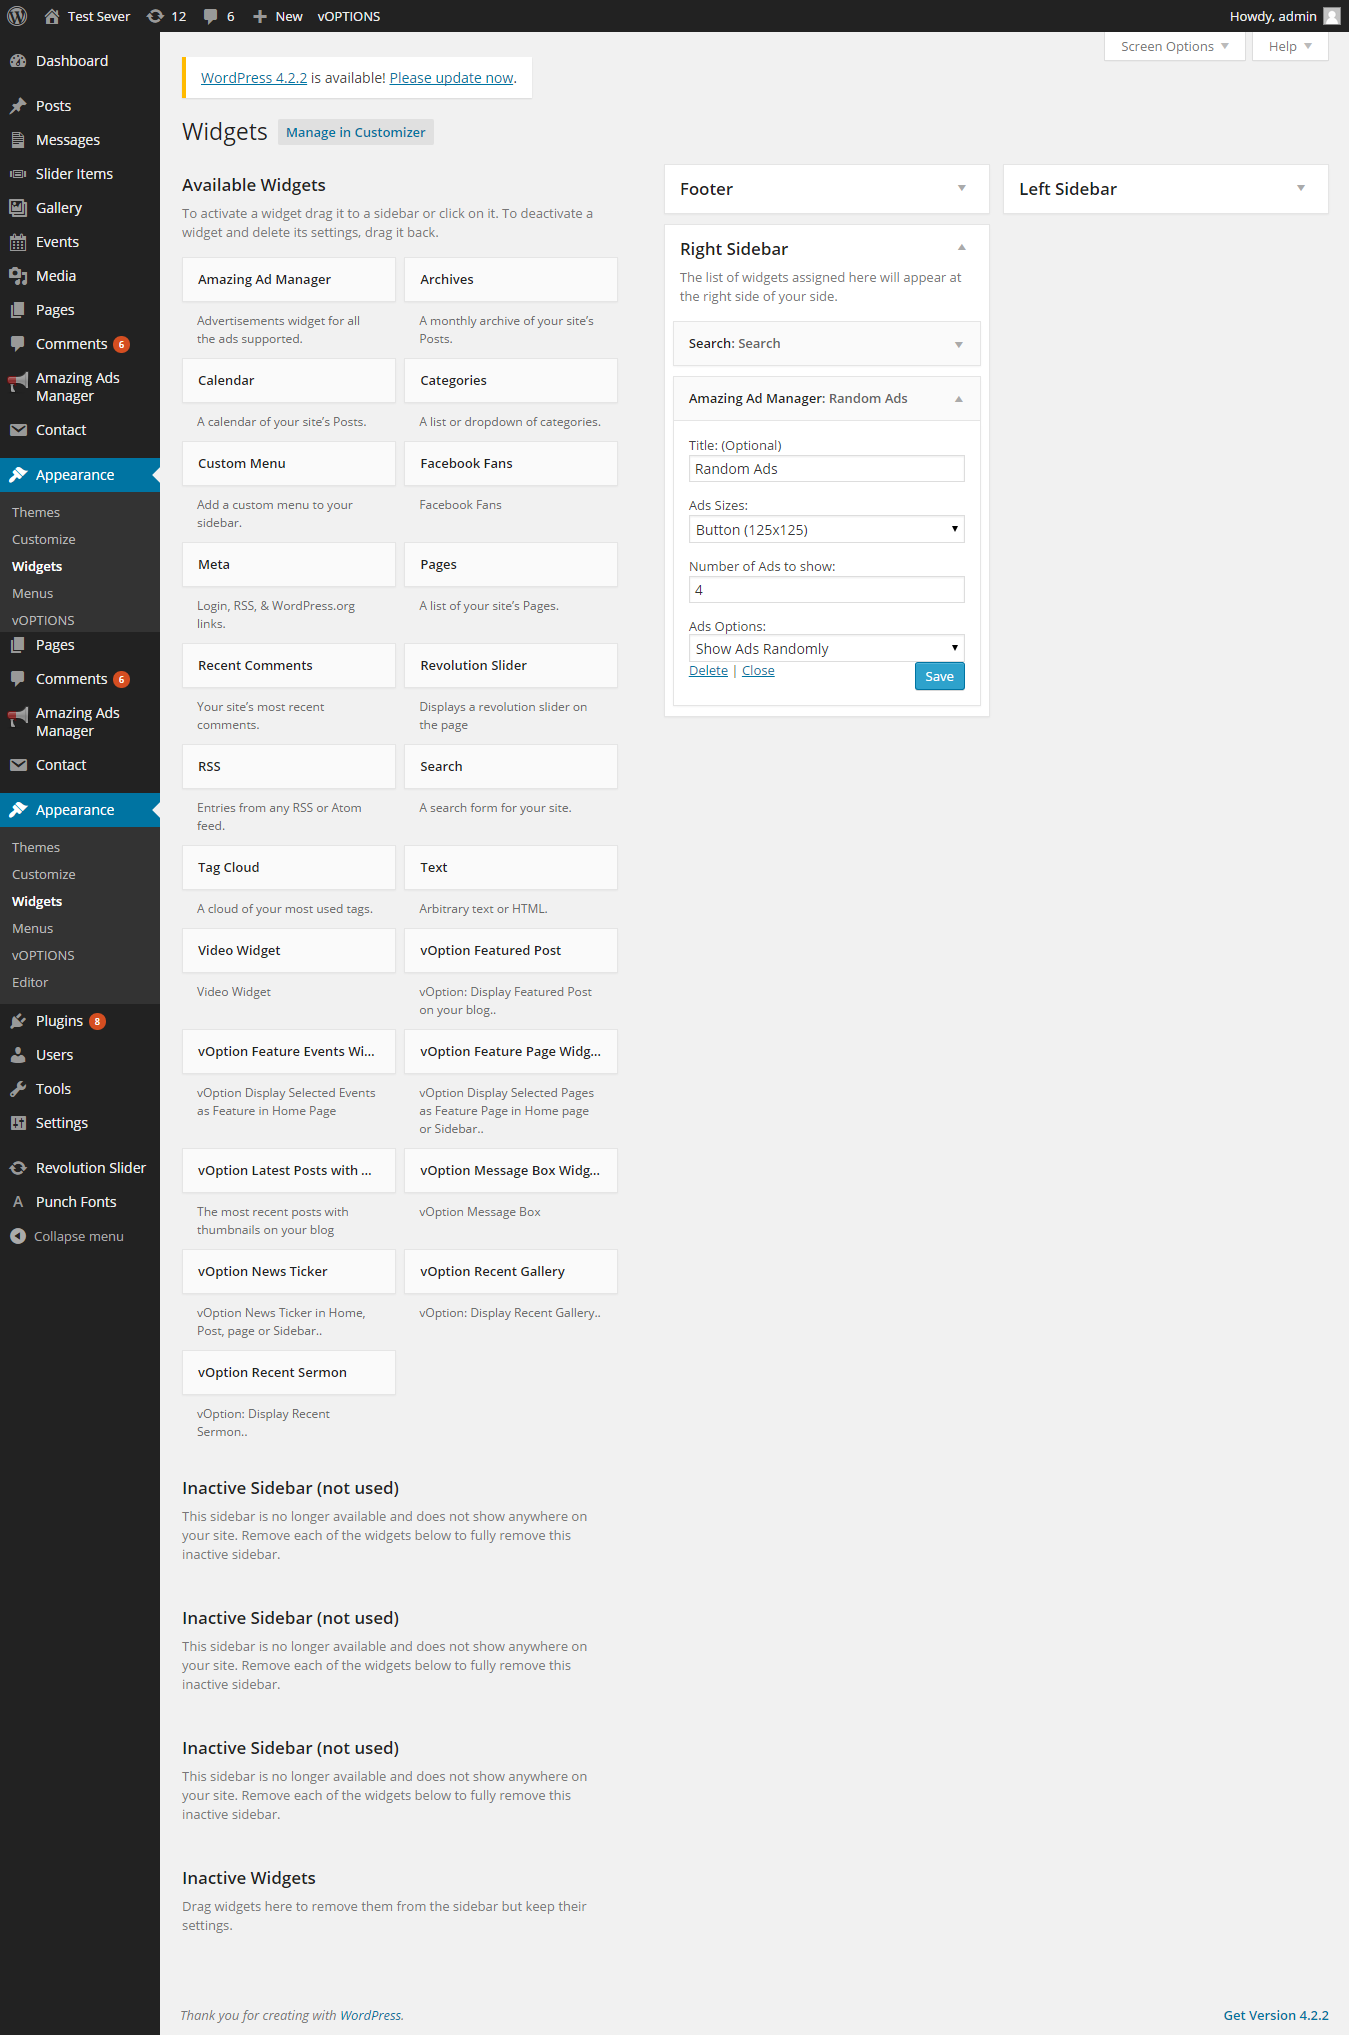 Test Sever 12 6 New vOPTIONS Howdy, admin
Screen Options Help
Dashboard
Posts
Messages
Slider Items
Gallery
Events
Media
Pages
Comments 6
Amazing Ads
Manager
Contact
Appearance
Themes
Customize
Widgets
Menus
vOPTIONS
Pages
Comments 6
Amazing Ads
Manager
Contact
Appearance
Themes
Customize
Widgets
Menus
vOPTIONS
Editor
Plugins 8
Users
Tools
Settings
Revolution Slider
Punch Fonts
Collapse menu
WordPress 4.2.2 is available! Please update now.
Widgets Manage in Customizer
Available Widgets
To activate a widget drag it to a sidebar or click on it. To deactivate a
widget and delete its settings, drag it back.
Amazing Ad Manager
Advertisements widget for all
the ads supported.
Archives
A monthly archive of your site's
Posts.
Calendar
A calendar of your site's Posts.
Categories
A list or dropdown of categories.
Custom Menu
Add a custom menu to your
sidebar.
Facebook Fans
Facebook Fans
Meta
Login, RSS, & WordPress.org
links.
Pages
A list of your site's Pages.
Recent Comments
Your site's most recent
comments.
Revolution Slider
Displays a revolution slider on
the page
RSS
Entries from any RSS or Atom
feed.
Search
A search form for your site.
Tag Cloud
A cloud of your most used tags.
Text
Arbitrary text or HTML.
Video Widget
Video Widget
vOption Featured Post
vOption: Display Featured Post
on your blog..
vOption Feature Events Wi...
vOption Display Selected Events
as Feature in Home Page
vOption Feature Page Widg...
vOption Display Selected Pages
as Feature Page in Home page
or Sidebar..
vOption Latest Posts with ...
The most recent posts with
thumbnails on your blog
vOption Message Box Widg...
vOption Message Box
vOption News Ticker
vOption News Ticker in Home,
Post, page or Sidebar..
vOption Recent Gallery
vOption: Display Recent Gallery..
vOption Recent Sermon
vOption: Display Recent
Sermon..
Inactive Sidebar (not used)
This sidebar is no longer available and does not show anywhere on
your site. Remove each of the widgets below to fully remove this
inactive sidebar.
Inactive Sidebar (not used)
This sidebar is no longer available and does not show anywhere on
your site. Remove each of the widgets below to fully remove this
inactive sidebar.
Inactive Sidebar (not used)
This sidebar is no longer available and does not show anywhere on
your site. Remove each of the widgets below to fully remove this
inactive sidebar.
Inactive Widgets
Drag widgets here to remove them from the sidebar but keep their
settings.
Footer
Right Sidebar
The list of widgets assigned here will appear at
the right side of your side.
Search: Search
Amazing Ad Manager: Random Ads
Title: (Optional)
Random Ads
Ads Sizes:
Button (125x125)
Number of Ads to show:
4
Ads Options:
Show Ads Randomly
Delete | Close Save
Left Sidebar
Thank you for creating with WordPress. Get Version 4.2.2